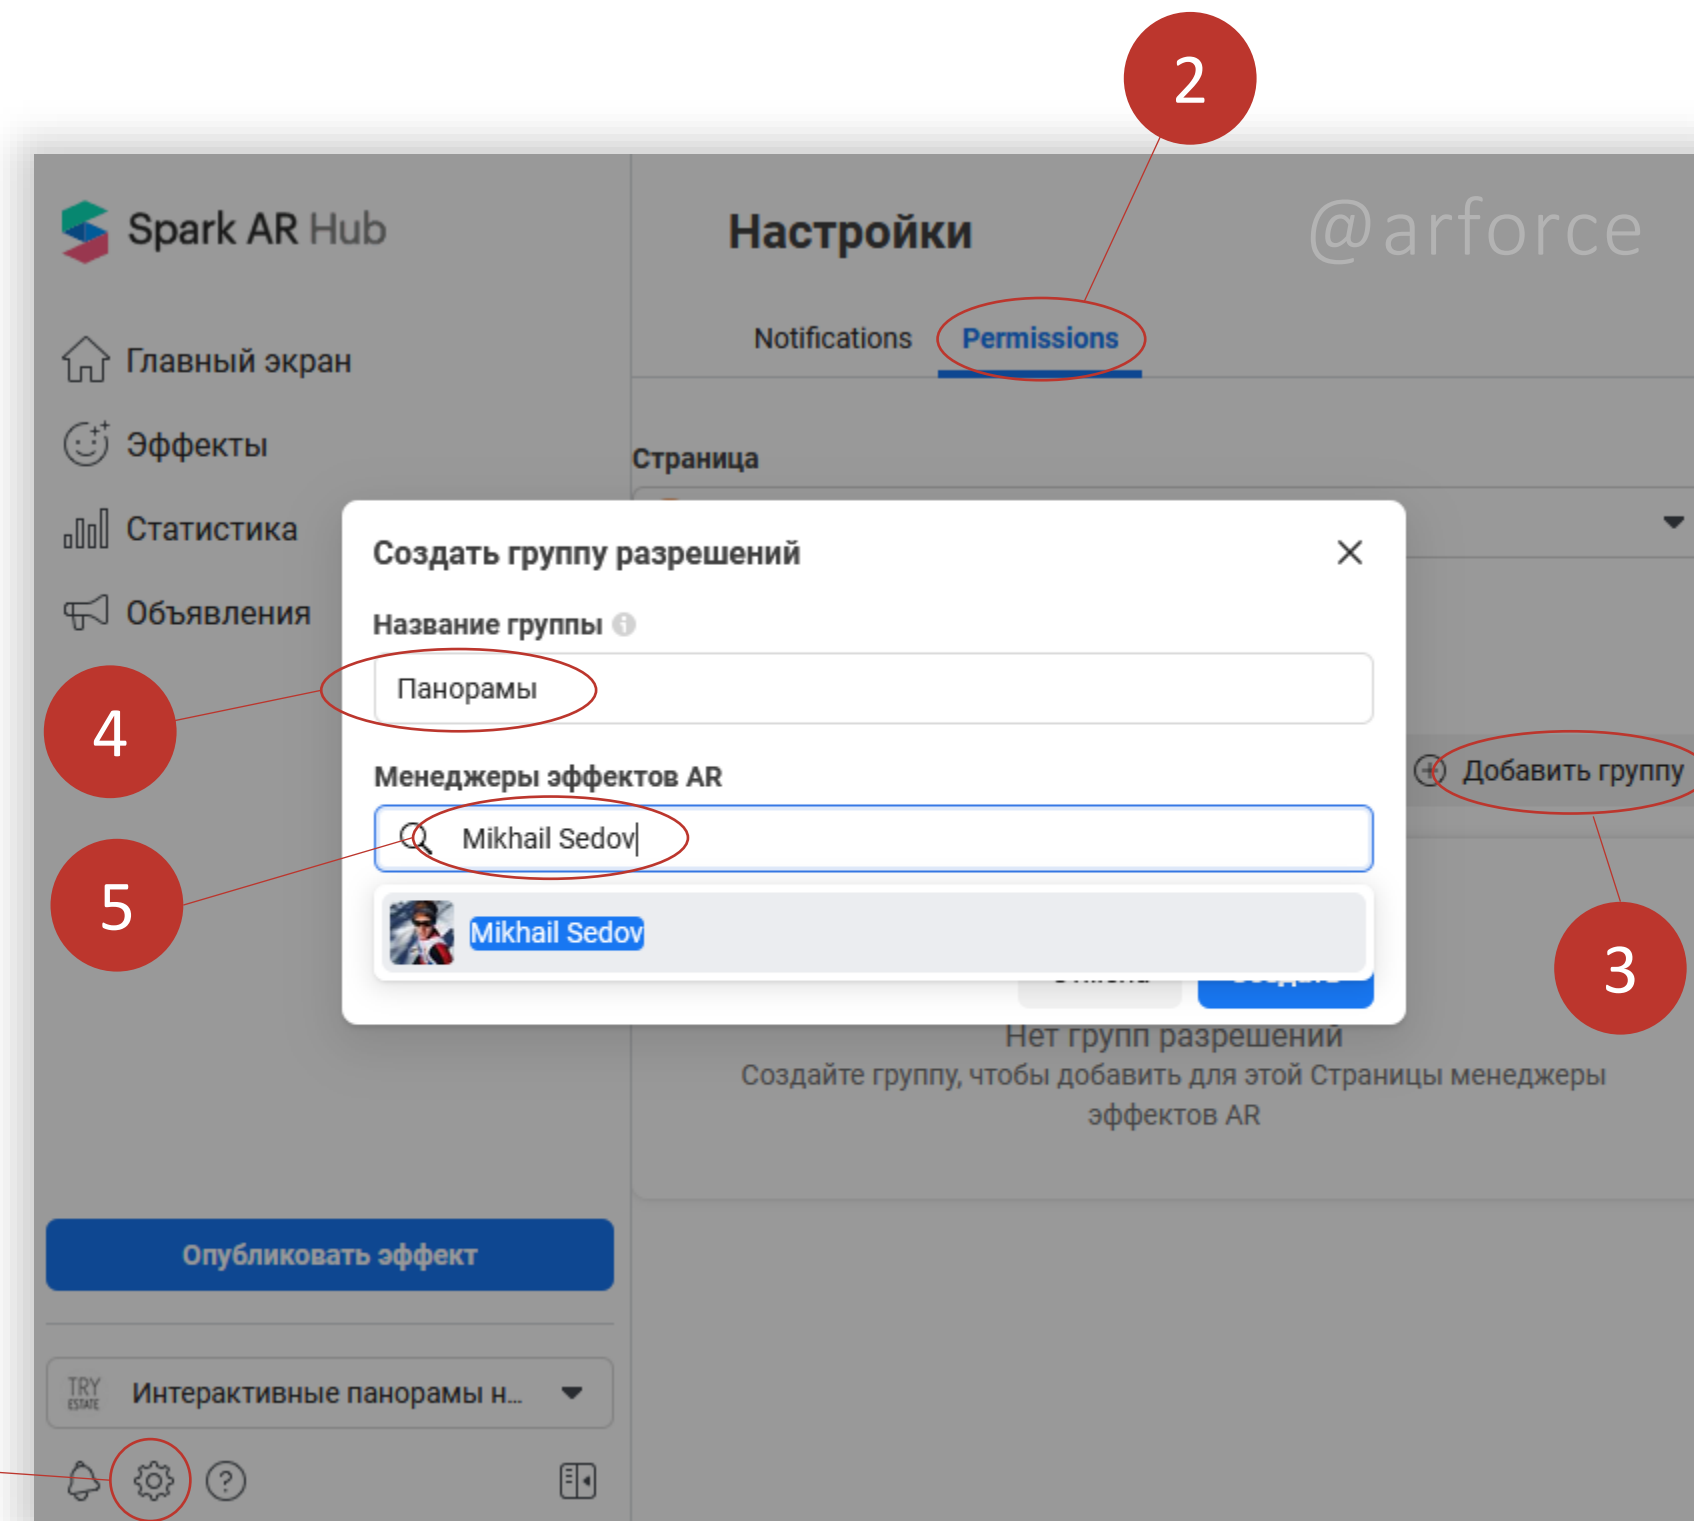 2
Spark AR Hub
Настройки
@arforce
Notifications
Permissions
Главный экран
Эффекты
Страница
Статистика
Создать группу разрешений
Объявления
Название группы
Панорамы
4
Менеджеры эффектов AR
Добавить группу
Mikhail Sedov
5
Mikhail Sedov
3
Нет групп разрешений
Создайте группу, чтобы добавить для этой Страницы менеджеры
эффектов AR
Опубликовать эффект
TRY
ESTATE
Интерактивные панорамы н...